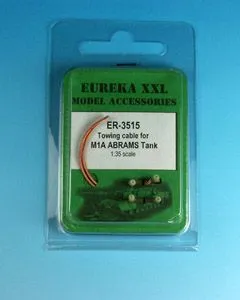 EUREKA XXL
MODEL ACCESSORIES
ER-3515
Towing cable for
M1A ABRAMS Tank
1:35 scale